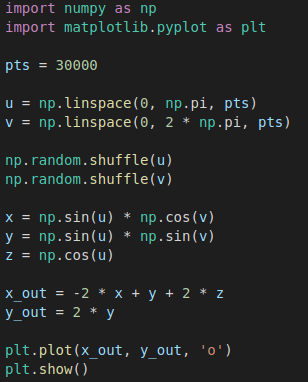 import numpy as np
import matplotlib.pyplot as plt
pts = 30000
u = np.linspace(0, np.pi, pts)
v = np.linspace(0, 2 * np.pi, pts)
np.random.shuffle(u)
np.random.shuffle(v)
x = np.sin(u) * np.cos(v)
y = np.sin(u) * np.sin(v)
z = np.cos(u)
x_out = -2 * x + y + 2 * z
y_out = 2 * y
plt.plot(x_out, y_out, 'o')
plt.show()